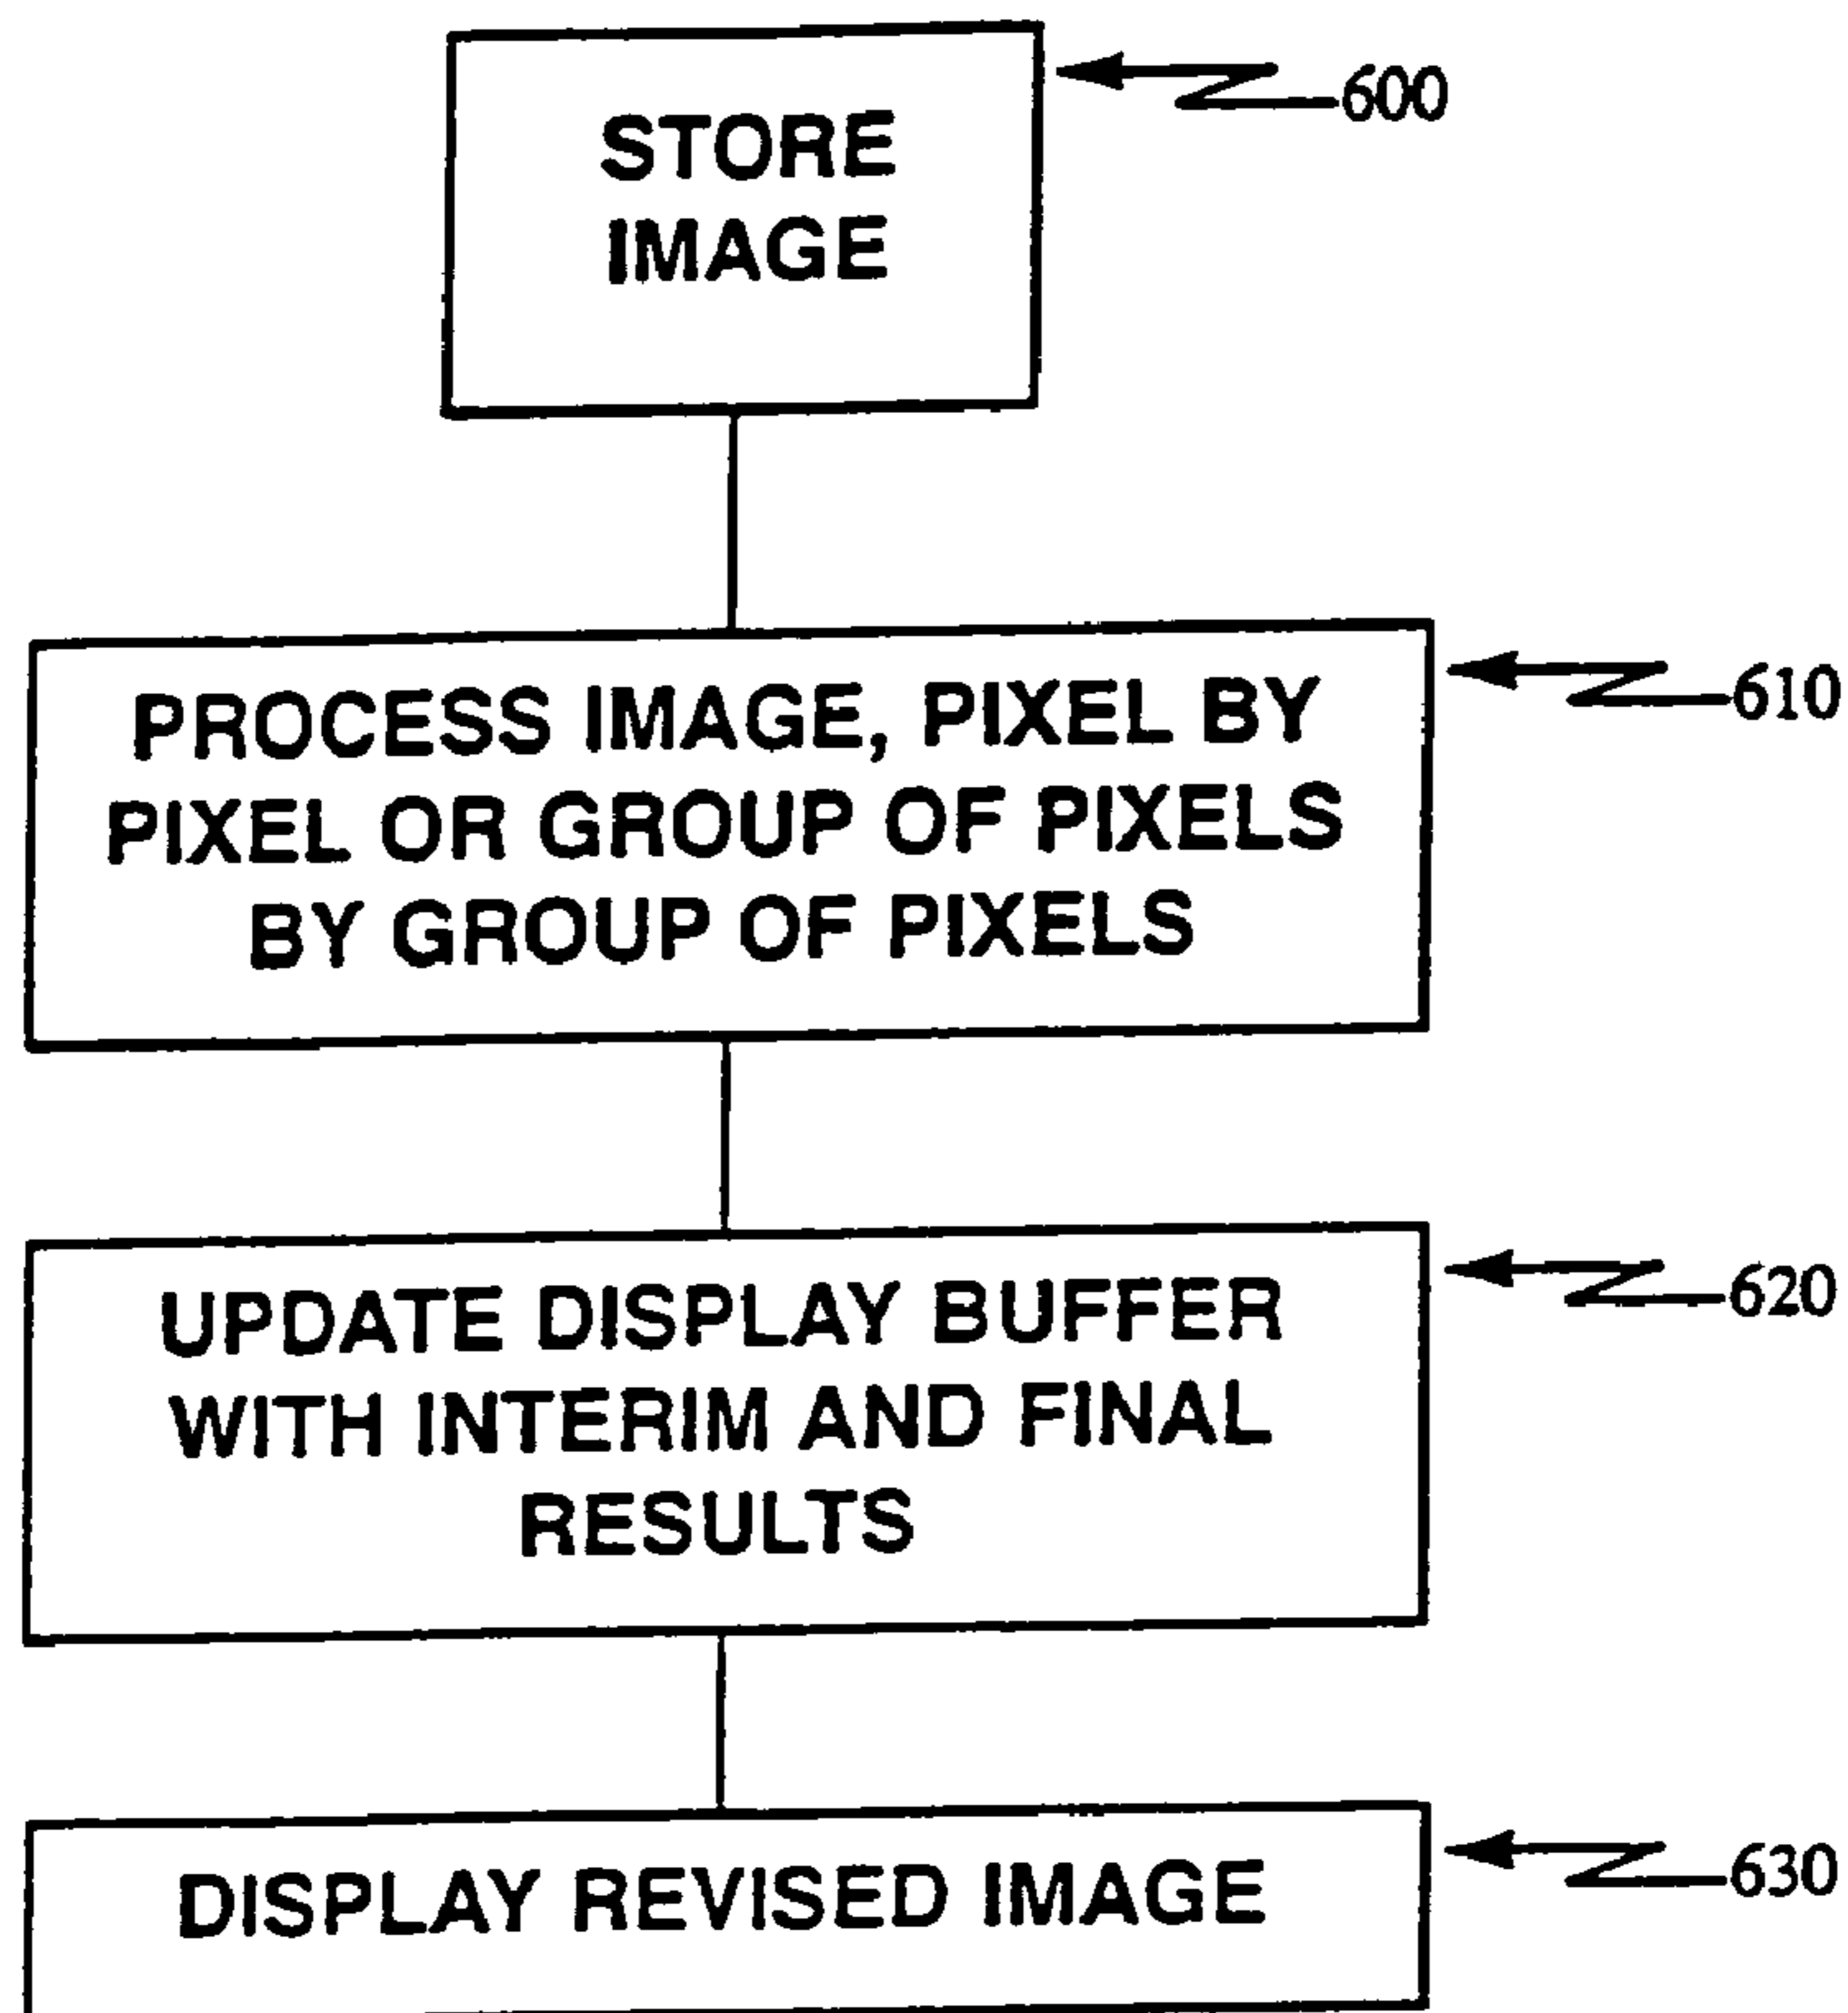 STORE
IMAGE
600
PROCESS IMAGE, PIXEL BY
PIXEL OR GROUP OF PIXELS
BY GROUP OF PIXELS
610
UPDATE DISPLAY BUFFER
WITH INTERIM AND FINAL
RESULTS
620
DISPLAY REVISED IMAGE
630